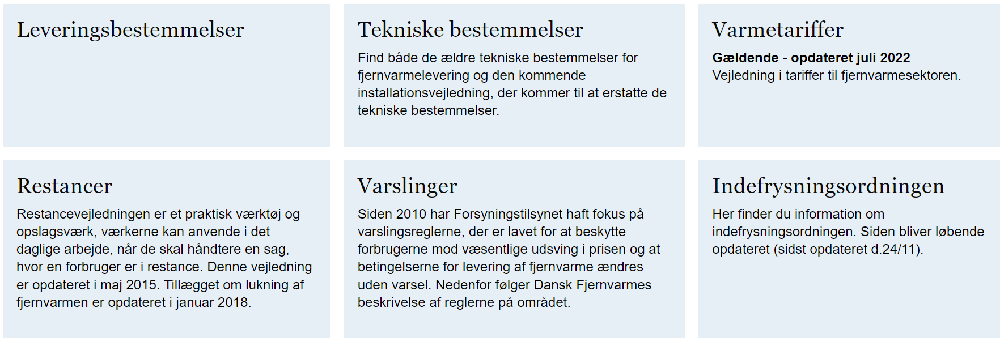 Leveringsbestemmelser
Tekniske bestemmelser
Find både de ældre tekniske bestemmelser for
fjernvarmelevering og den kommende
installationsvejledning, der kommer til at erstatte de
tekniske bestemmelser.
Varmetariffer
Gældende - opdateret juli 2022
Vejledning i tariffer til fjernvarmesektoren.
Restancer
Restancevejledningen er et praktisk værktøj og
opslagsværk, værkerne kan anvende i det
daglige arbejde, når de skal håndtere en sag,
hvor en forbruger er i restance. Denne vejledning
er opdateret i maj 2015. Tillægget om lukning af
fjernvarmen er opdateret i januar 2018.
Varslinger
Siden 2010 har Forsyningstilsynet haft fokus på
varslingsreglerne, der er lavet for at beskytte
forbrugerne mod væsentlige udsving i prisen og at
betingelserne for levering af fjernvarme ændres
uden varsel. Nedenfor følger Dansk Fjernvarmes
beskrivelse af reglerne på området.
Indefrysningsordningen
Her finder du information om
indefrysningsordningen. Siden bliver løbende
opdateret (sidst opdateret d.24/11).